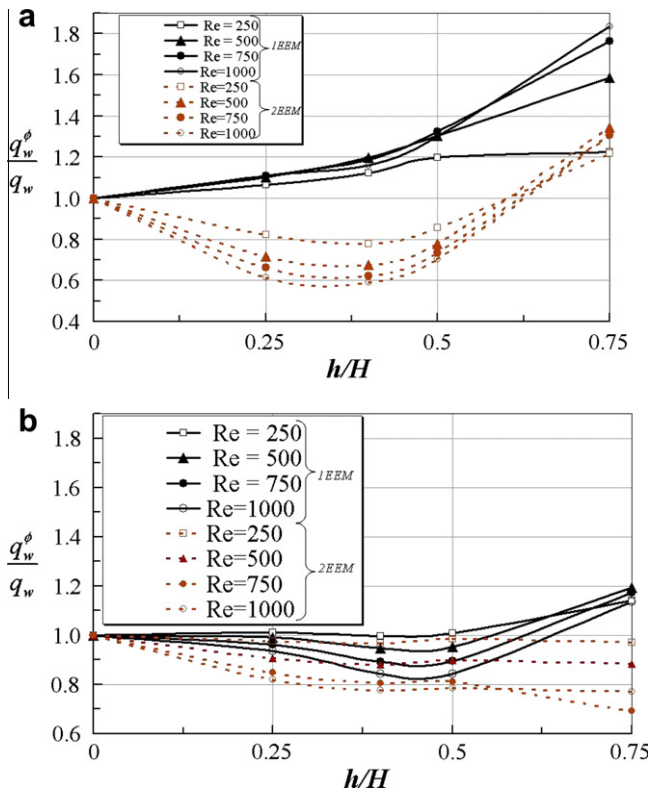 a
1.8
1.6
1.4
1.2
1.0
0.8
0.6
0.4
q_w^ϕ
q_w
Re = 250
Re = 500
Re = 750
Re=1000
1EEM
Re=250
Re=500
Re=750
Re=1000
2EEM
0
0.25
0.5
0.75
h/H
b
1.8
1.6
1.4
1.2
1.0
0.8
0.6
q_w^ϕ
q_w
Re = 250
Re = 500
Re = 750
Re=1000
1EEM
Re=250
Re=500
Re=750
Re=1000
2EEM
0
0.25
0.5
0.75
h/H